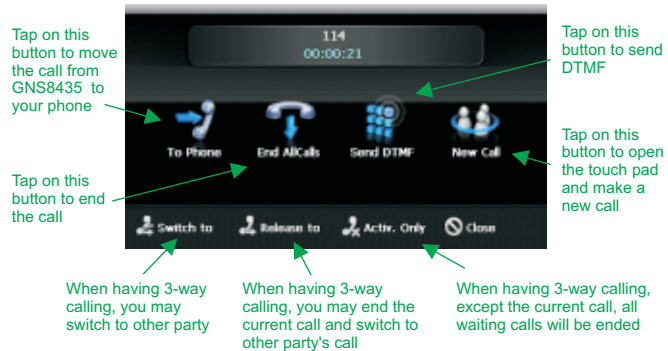 Tap on this
button to move
the call from
GNS8435 to
your phone
114
00:00:21
Tap on this
button to send
DTMF
To Phone
End AllCalls
Send DTMF
New Call
Tap on this
button to open
the touch pad
and make a
new call
Tap on this
button to end
the call
Switch to
Release to
Activ. Only
Close
When having 3-way
calling, you may
switch to other party
When having 3-way
calling, you may end the
current call and switch to
other party's call
When having 3-way calling,
except the current call, all
waiting calls will be ended